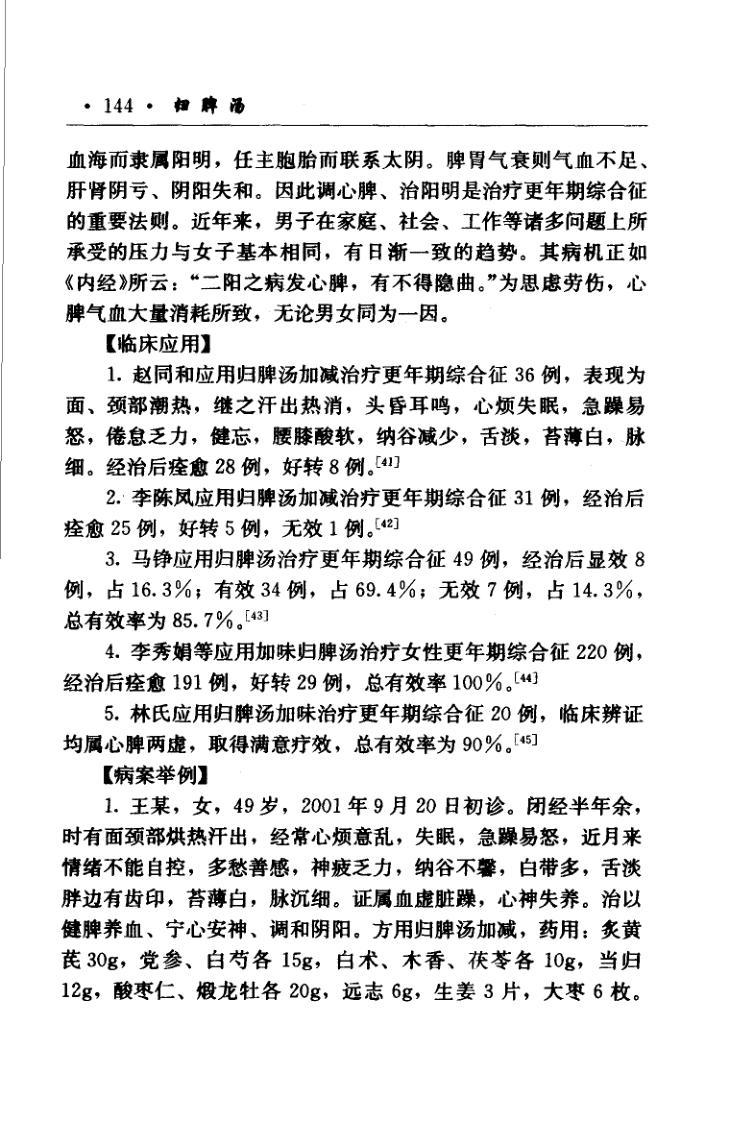 · 144 · 归脾汤
血海而隶属阳明，任主胞胎而联系太阴。脾胃气衰则气血不足、
肝肾阴亏、阴阳失和。因此调心脾、治阳明是治疗更年期综合征
的重要法则。近年来，男子在家庭、社会、工作等诸多问题上所
承受的压力与女子基本相同，有日渐一致的趋势。其病机正如
《内经》所云：“二阳之病发心脾，有不得隐曲。”为思虑劳伤，心
脾气血大量消耗所致，无论男女同为一因。
【临床应用】
1. 赵同和应用归脾汤加减治疗更年期综合征 36 例，表现为
面、颈部潮热，继之汗出热消，头昏耳鸣，心烦失眠，急躁易
怒，倦怠乏力，健忘，腰膝酸软，纳谷减少，舌淡，苔薄白，脉
细。经治后痊愈 28 例，好转 8 例。[41]
2. 李陈凤应用归脾汤加减治疗更年期综合征 31 例，经治后
痊愈 25 例，好转 5 例，无效 1 例。[42]
3. 马铮应用归脾汤治疗更年期综合征 49 例，经治后显效 8
例，占 16.3%；有效 34 例，占 69.4%；无效 7 例，占 14.3%，
总有效率为 85.7%。[43]
4. 李秀娟等应用加味归脾汤治疗女性更年期综合征 220 例，
经治后痊愈 191 例，好转 29 例，总有效率 100%。[44]
5. 林氏应用归脾汤加味治疗更年期综合征 20 例，临床辨证
均属心脾两虚，取得满意疗效，总有效率为 90%。[45]
【病案举例】
1. 王某，女，49 岁，2001 年 9 月 20 日初诊。闭经半年余，
时有面颈部烘热汗出，经常心烦意乱，失眠，急躁易怒，近月来
情绪不能自控，多愁善感，神疲乏力，纳谷不馨，白带多，舌淡
胖边有齿印，苔薄白，脉沉细。证属血虚脏躁，心神失养。治以
健脾养血、宁心安神、调和阴阳。方用归脾汤加减，药用：炙黄
芪 30g，党参、白芍各 15g，白术、木香、茯苓各 10g，当归
12g，酸枣仁、煅龙牡各 20g，远志 6g，生姜 3 片，大枣 6 枚。